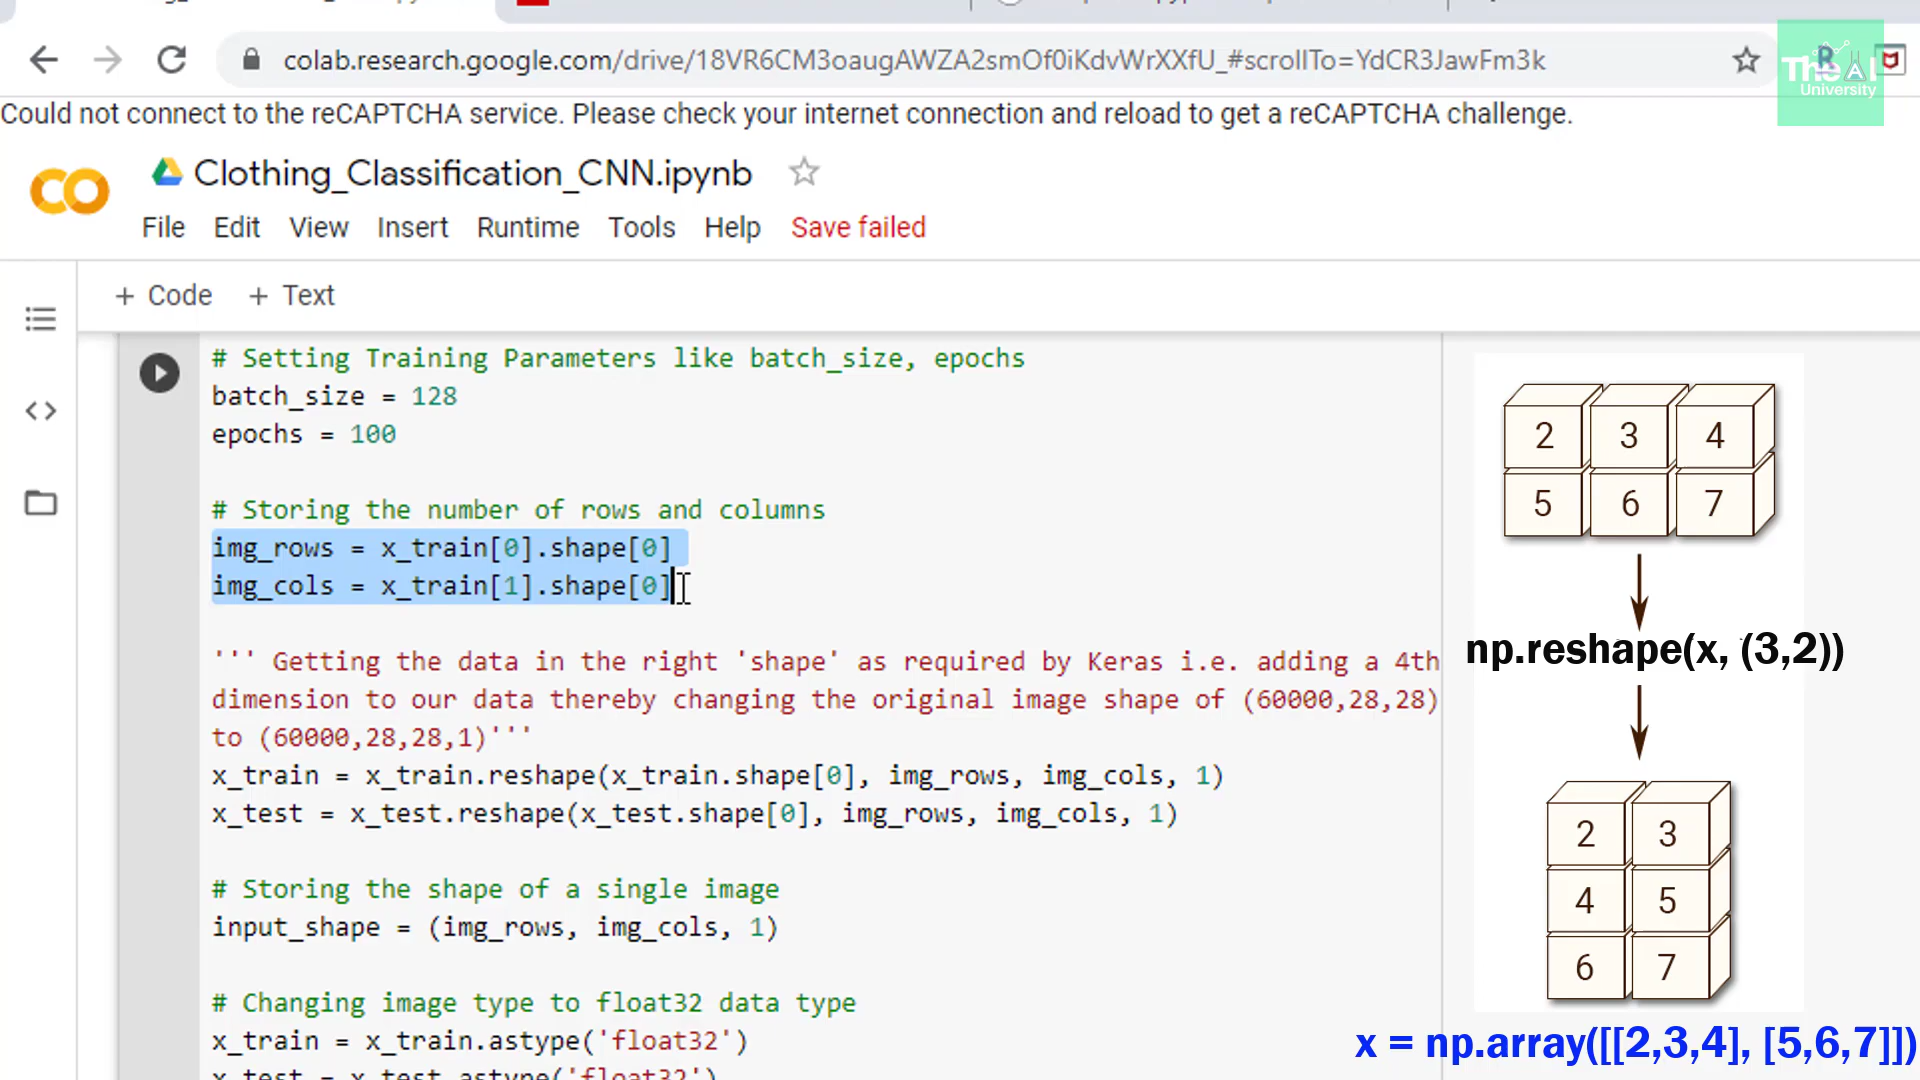 colab.research.google.com/drive/18VR6CM3oaugAWZA2smOf0iKdvWrXXfU_#scrollTo=YdCR3JawFm3k
The AI
University
Could not connect to the reCAPTCHA service. Please check your internet connection and reload to get a reCAPTCHA challenge.
Clothing_Classification_CNN.ipynb
File Edit View Insert Runtime Tools Help Save failed
+ Code + Text
# Setting Training Parameters like batch_size, epochs
batch_size = 128
epochs = 100
# Storing the number of rows and columns
img_rows = x_train[0].shape[0]
img_cols = x_train[1].shape[0]
''' Getting the data in the right 'shape' as required by Keras i.e. adding a 4th
dimension to our data thereby changing the original image shape of (60000,28,28)
to (60000,28,28,1)'''
x_train = x_train.reshape(x_train.shape[0], img_rows, img_cols, 1)
x_test = x_test.reshape(x_test.shape[0], img_rows, img_cols, 1)
# Storing the shape of a single image
input_shape = (img_rows, img_cols, 1)
# Changing image type to float32 data type
x_train = x_train.astype('float32')
x_test = x_test.astype('float32')
2 3 4
5 6 7
np.reshape(x, (3,2))
2 3
4 5
6 7
x = np.array([[2,3,4], [5,6,7]])